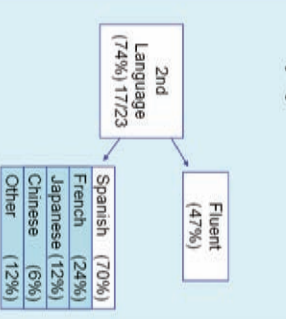 2nd
Language
(74%) 17/23
Fluent
(47%)
Spanish (70%)
French (24%)
Japanese (12%)
Chinese (6%)
Other (12%)